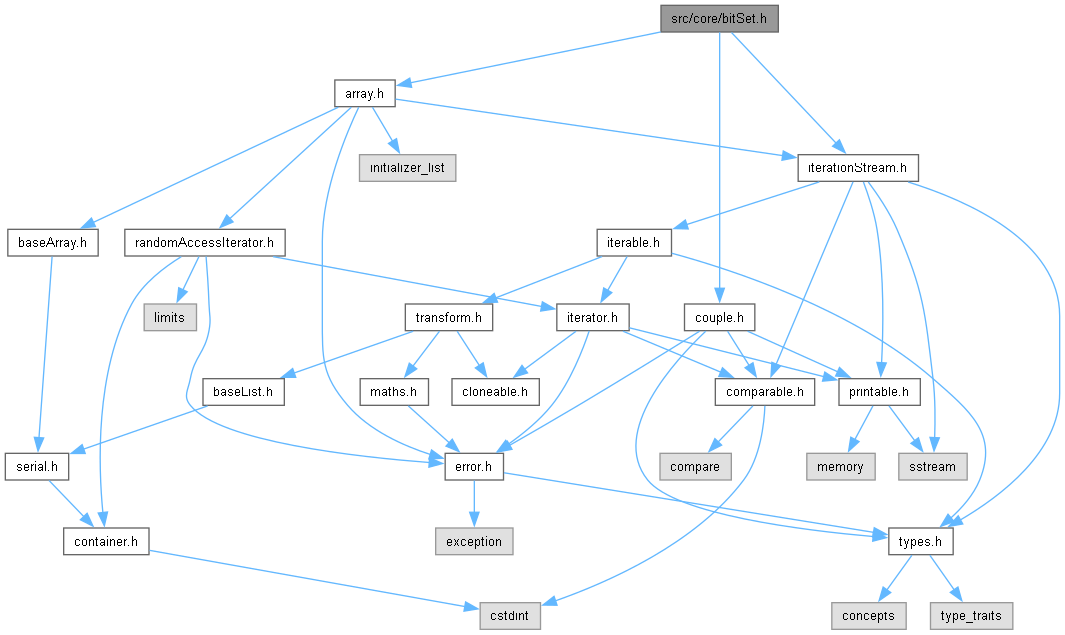 src/core/bitSet.h
array.h
initializer_list
iterationStream.h
baseArray.h
randomAccessIterator.h
iterable.h
limits
transform.h
iterator.h
couple.h
baseList.h
maths.h
cloneable.h
comparable.h
printable.h
serial.h
error.h
compare
memory
sstream
container.h
exception
types.h
cstdint
concepts
type_traits